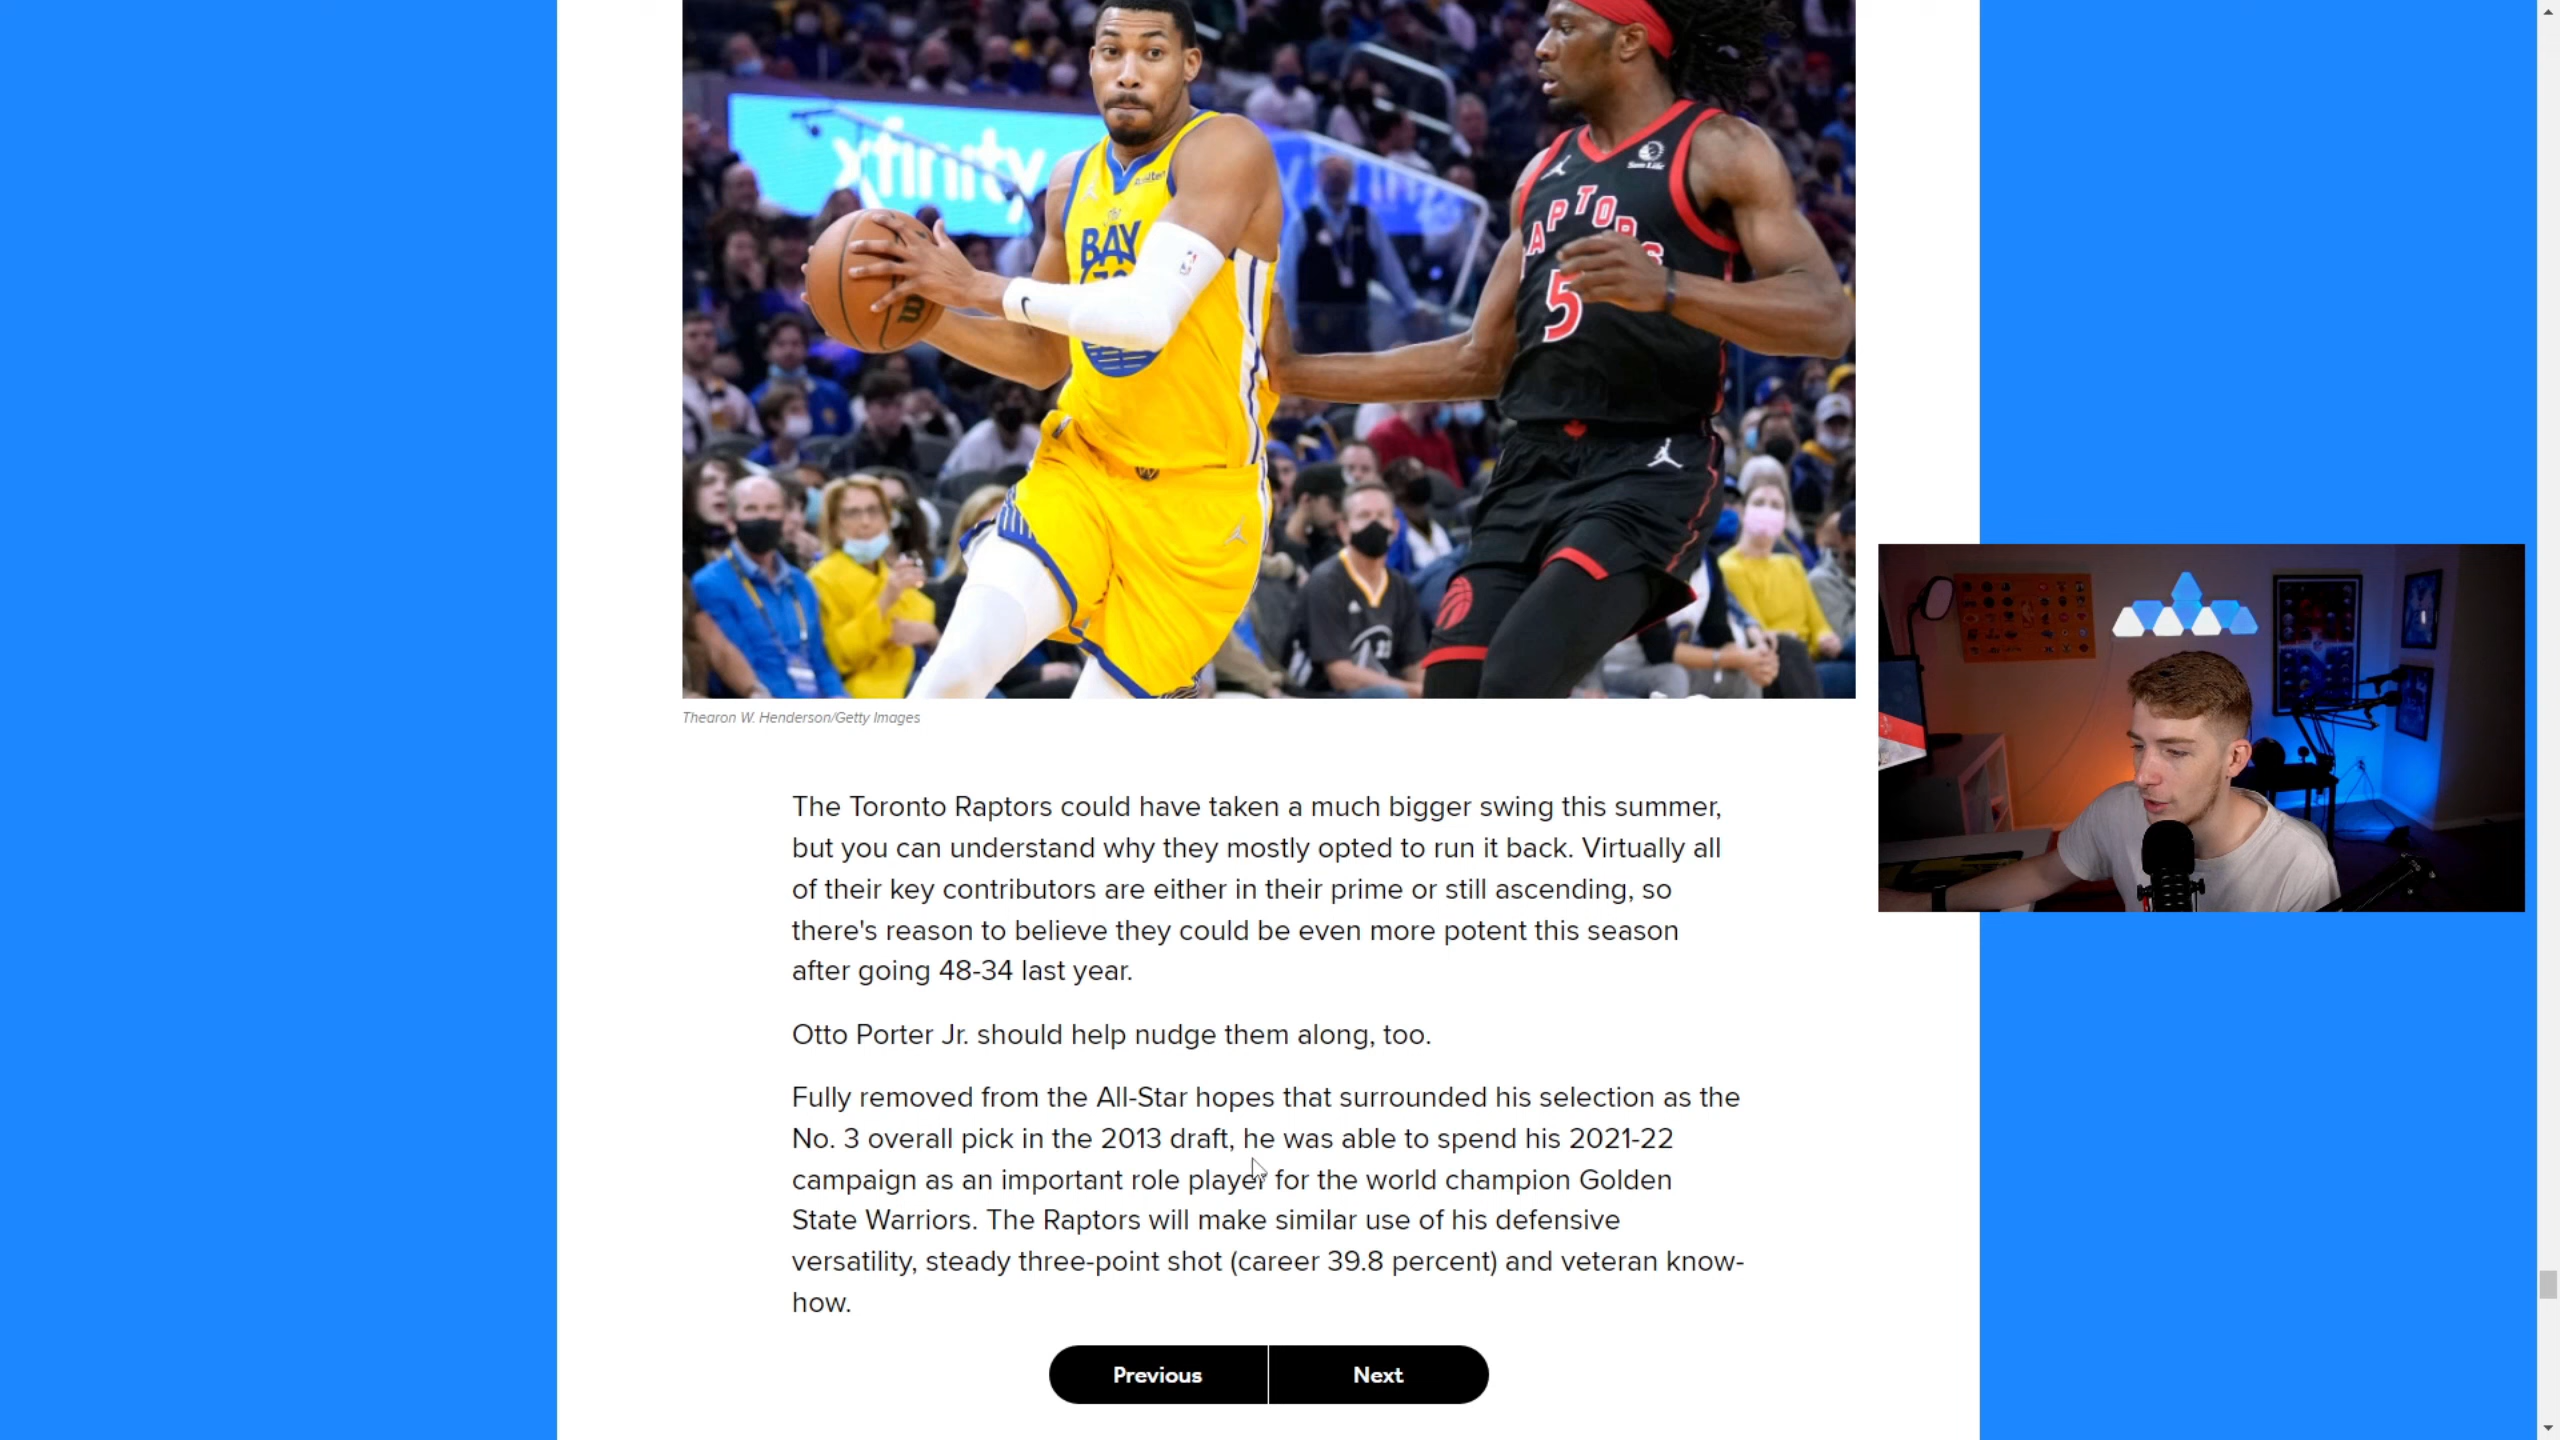 xfinity
The
BAY
RAPTORS
5
Sun Life
Thearon W. Henderson/Getty Images
The Toronto Raptors could have taken a much bigger swing this summer,
but you can understand why they mostly opted to run it back. Virtually all
of their key contributors are either in their prime or still ascending, so
there's reason to believe they could be even more potent this season
after going 48-34 last year.
Otto Porter Jr. should help nudge them along, too.
Fully removed from the All-Star hopes that surrounded his selection as the
No. 3 overall pick in the 2013 draft, he was able to spend his 2021-22
campaign as an important role player for the world champion Golden
State Warriors. The Raptors will make similar use of his defensive
versatility, steady three-point shot (career 39.8 percent) and veteran know-
how.
Previous
Next